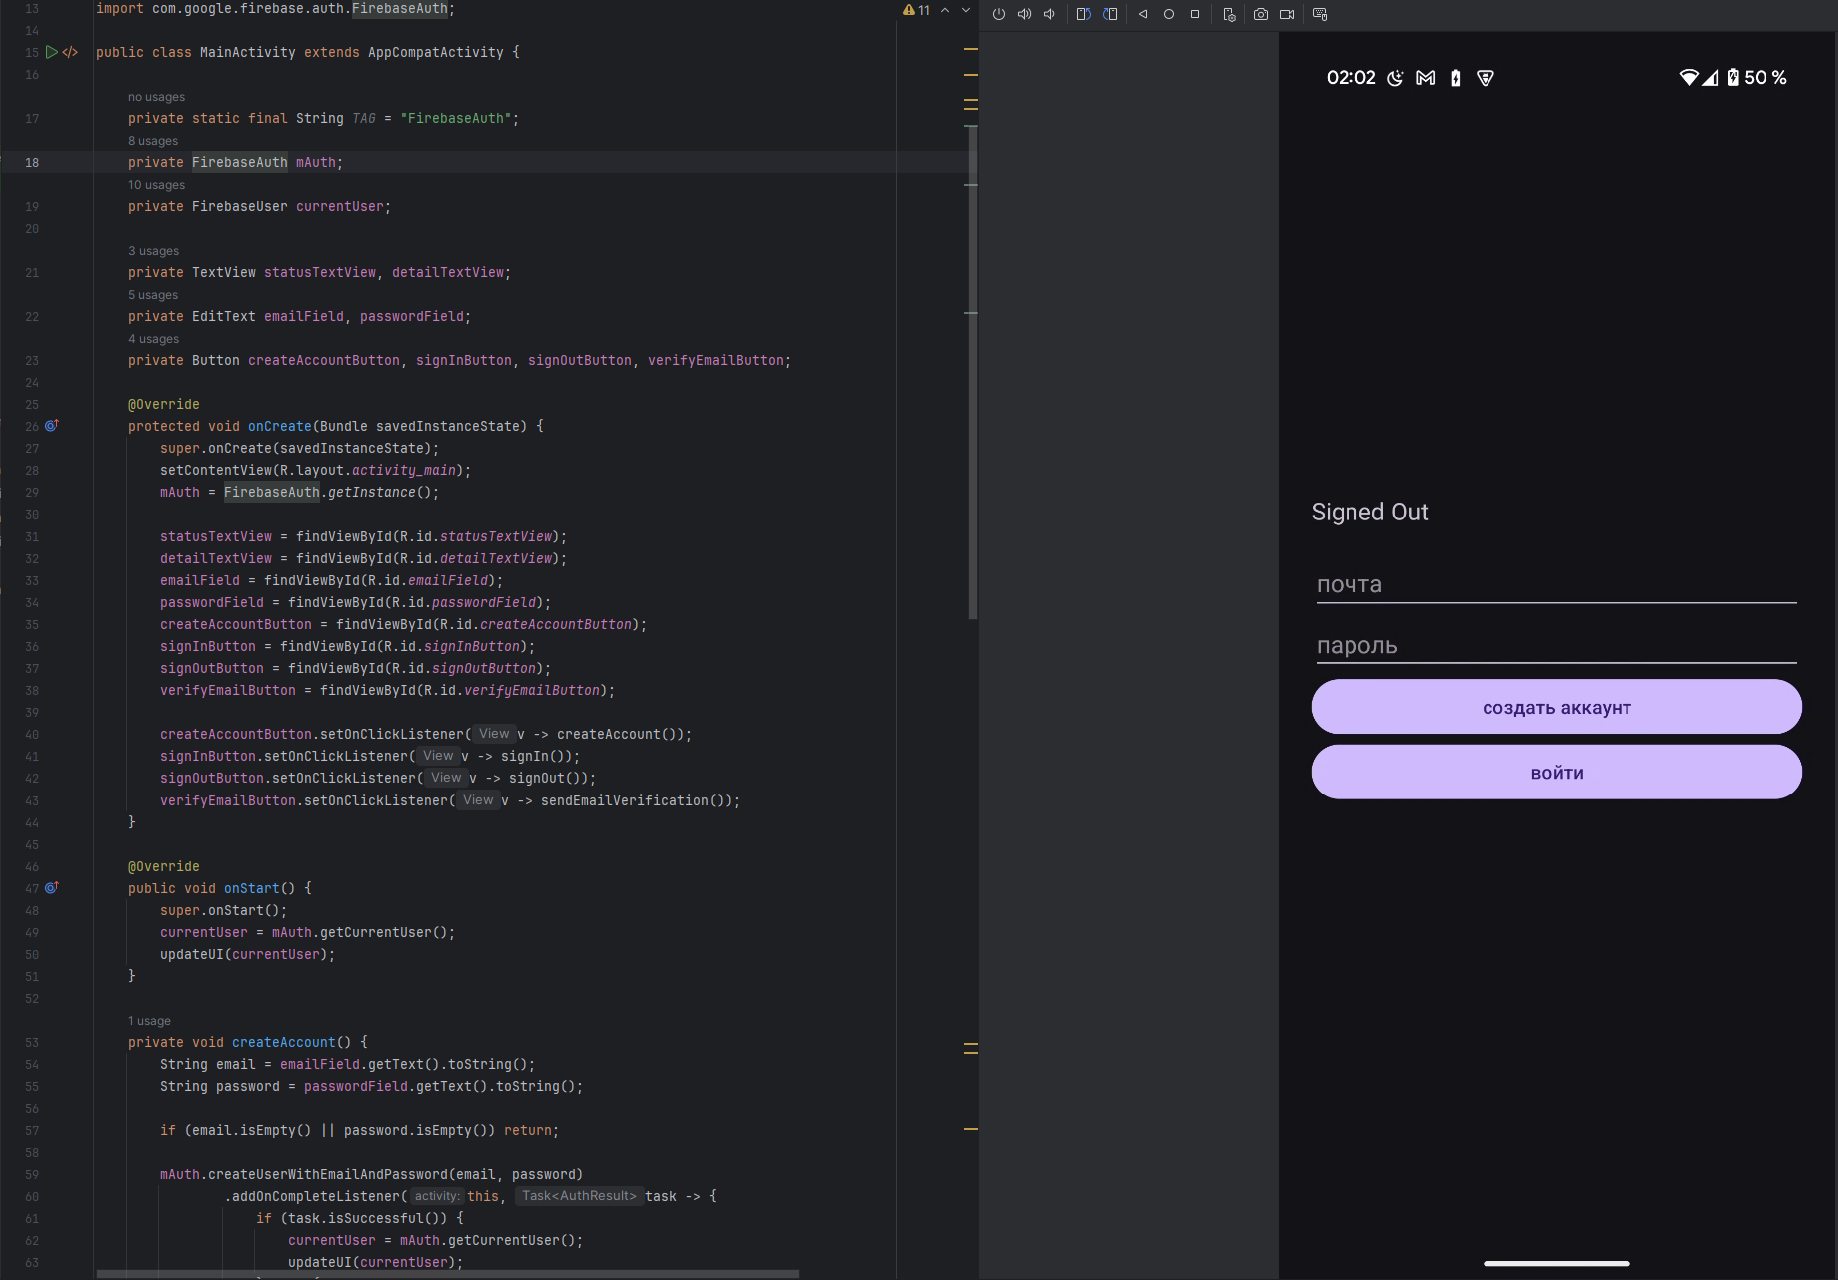 13 import com.google.firebase.auth.FirebaseAuth;
11
14
15 public class MainActivity extends AppCompatActivity {
16
no usages
17 private static final String TAG = "FirebaseAuth";
8 usages
18 private FirebaseAuth mAuth;
10 usages
19 private FirebaseUser currentUser;
20
3 usages
21 private TextView statusTextView, detailTextView;
5 usages
22 private EditText emailField, passwordField;
4 usages
23 private Button createAccountButton, signInButton, signOutButton, verifyEmailButton;
24
25 @Override
26 protected void onCreate(Bundle savedInstanceState) {
27 super.onCreate(savedInstanceState);
28 setContentView(R.layout.activity_main);
29 mAuth = FirebaseAuth.getInstance();
30
31 statusTextView = findViewById(R.id.statusTextView);
32 detailTextView = findViewById(R.id.detailTextView);
33 emailField = findViewById(R.id.emailField);
34 passwordField = findViewById(R.id.passwordField);
35 createAccountButton = findViewById(R.id.createAccountButton);
36 signInButton = findViewById(R.id.signInButton);
37 signOutButton = findViewById(R.id.signOutButton);
38 verifyEmailButton = findViewById(R.id.verifyEmailButton);
39
40 createAccountButton.setOnClickListener( View v -> createAccount());
41 signInButton.setOnClickListener( View v -> signIn());
42 signOutButton.setOnClickListener( View v -> signOut());
43 verifyEmailButton.setOnClickListener( View v -> sendEmailVerification());
44 }
45
46 @Override
47 public void onStart() {
48 super.onStart();
49 currentUser = mAuth.getCurrentUser();
50 updateUI(currentUser);
51 }
52
1 usage
53 private void createAccount() {
54 String email = emailField.getText().toString();
55 String password = passwordField.getText().toString();
56
57 if (email.isEmpty() || password.isEmpty()) return;
58
59 mAuth.createUserWithEmailAndPassword(email, password)
60 .addOnCompleteListener( activity: this, Task<AuthResult> task -> {
61 if (task.isSuccessful()) {
62 currentUser = mAuth.getCurrentUser();
63 updateUI(currentUser);
02:02 50 %
Signed Out
почта
пароль
создать аккаунт
войти